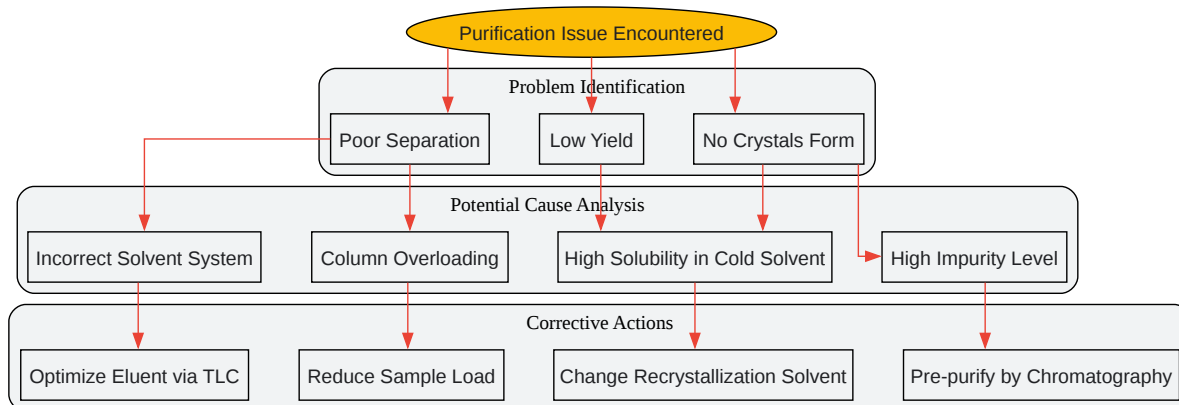 Purification Issue Encountered
Problem Identification
Poor Separation
Low Yield
No Crystals Form
Potential Cause Analysis
Incorrect Solvent System
Column Overloading
High Solubility in Cold Solvent
High Impurity Level
Corrective Actions
Optimize Eluent via TLC
Reduce Sample Load
Change Recrystallization Solvent
Pre-purify by Chromatography